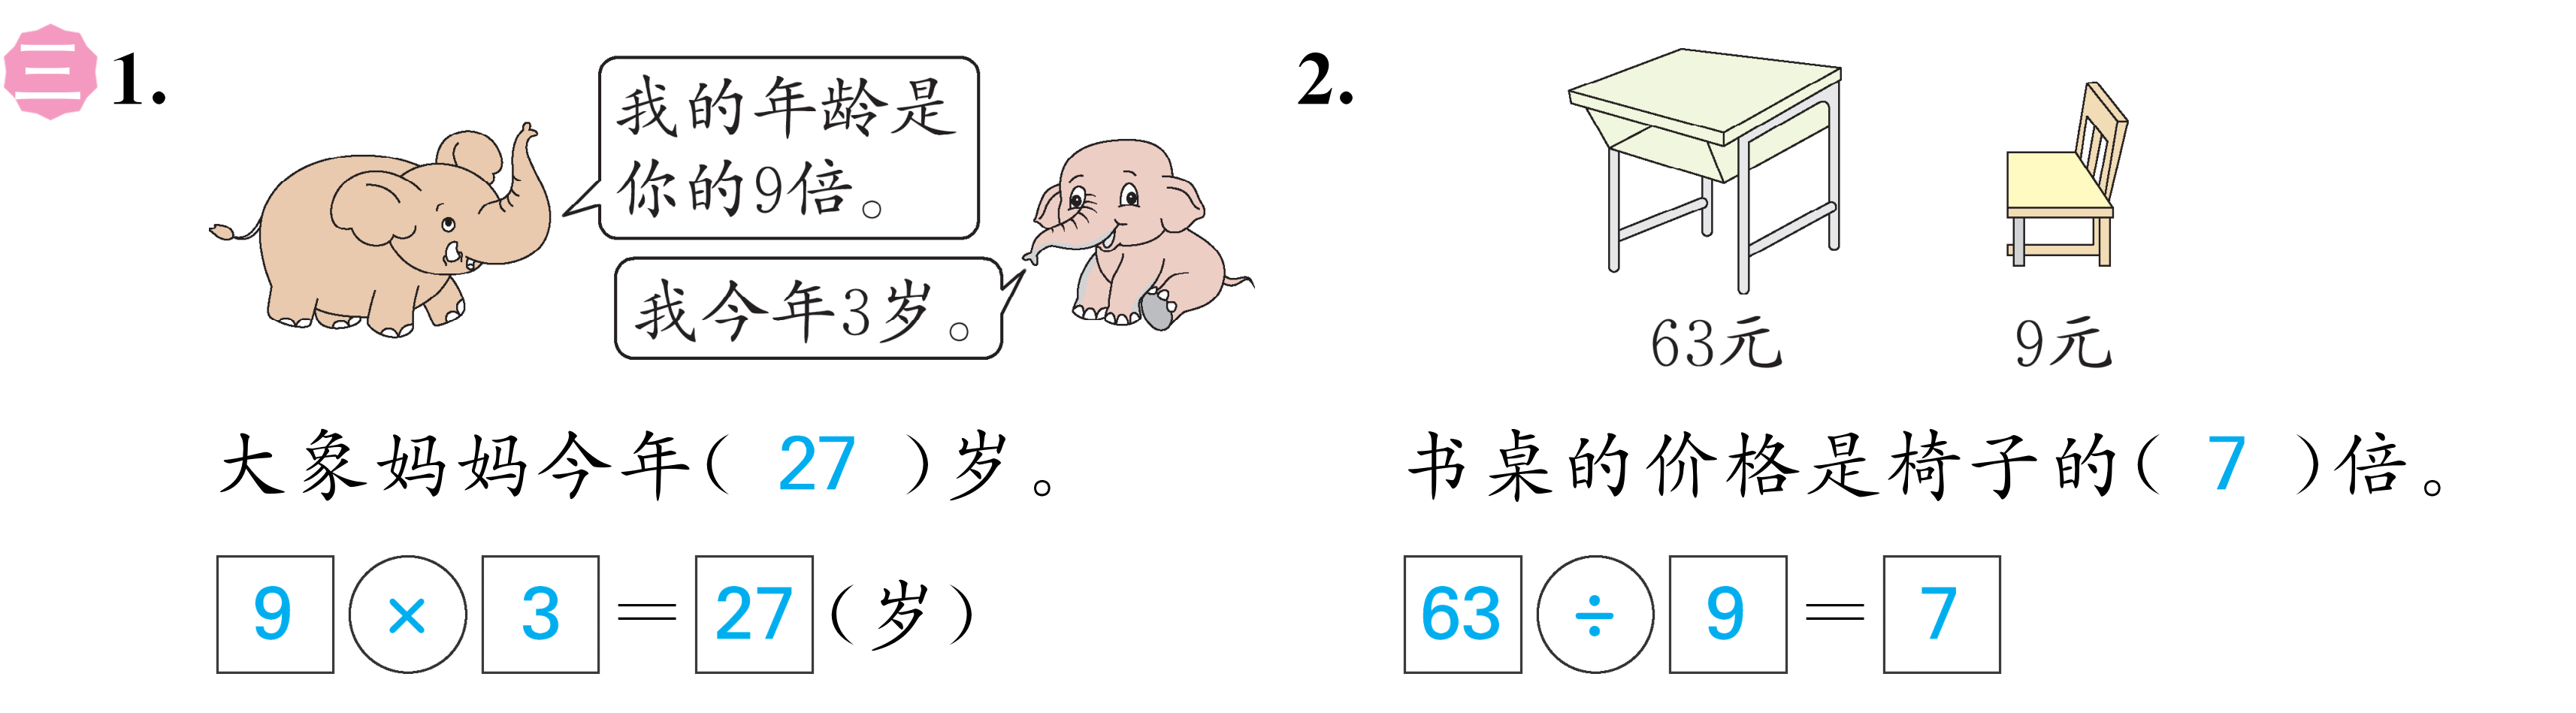 三 1.
我的年龄是
你的9倍。
我今年3岁。
大象妈妈今年( 27 )岁。
9 × 3 = 27 (岁)
2.
63元 9元
书桌的价格是椅子的( 7 )倍。
63 ÷ 9 = 7